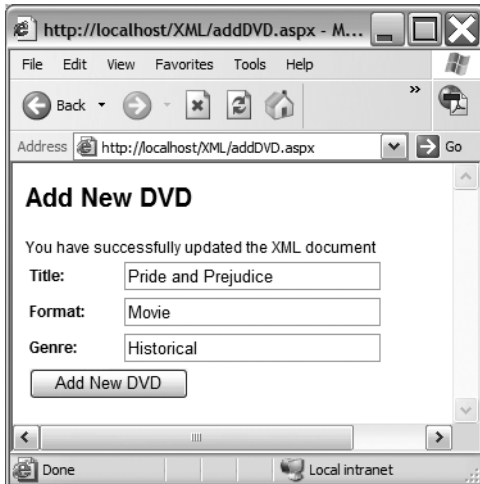 http://localhost/XML/addDVD.aspx - M...
File Edit View Favorites Tools Help
Back
Address http://localhost/XML/addDVD.aspx Go
Add New DVD
You have successfully updated the XML document
Title: Pride and Prejudice
Format: Movie
Genre: Historical
Add New DVD
Done Local intranet